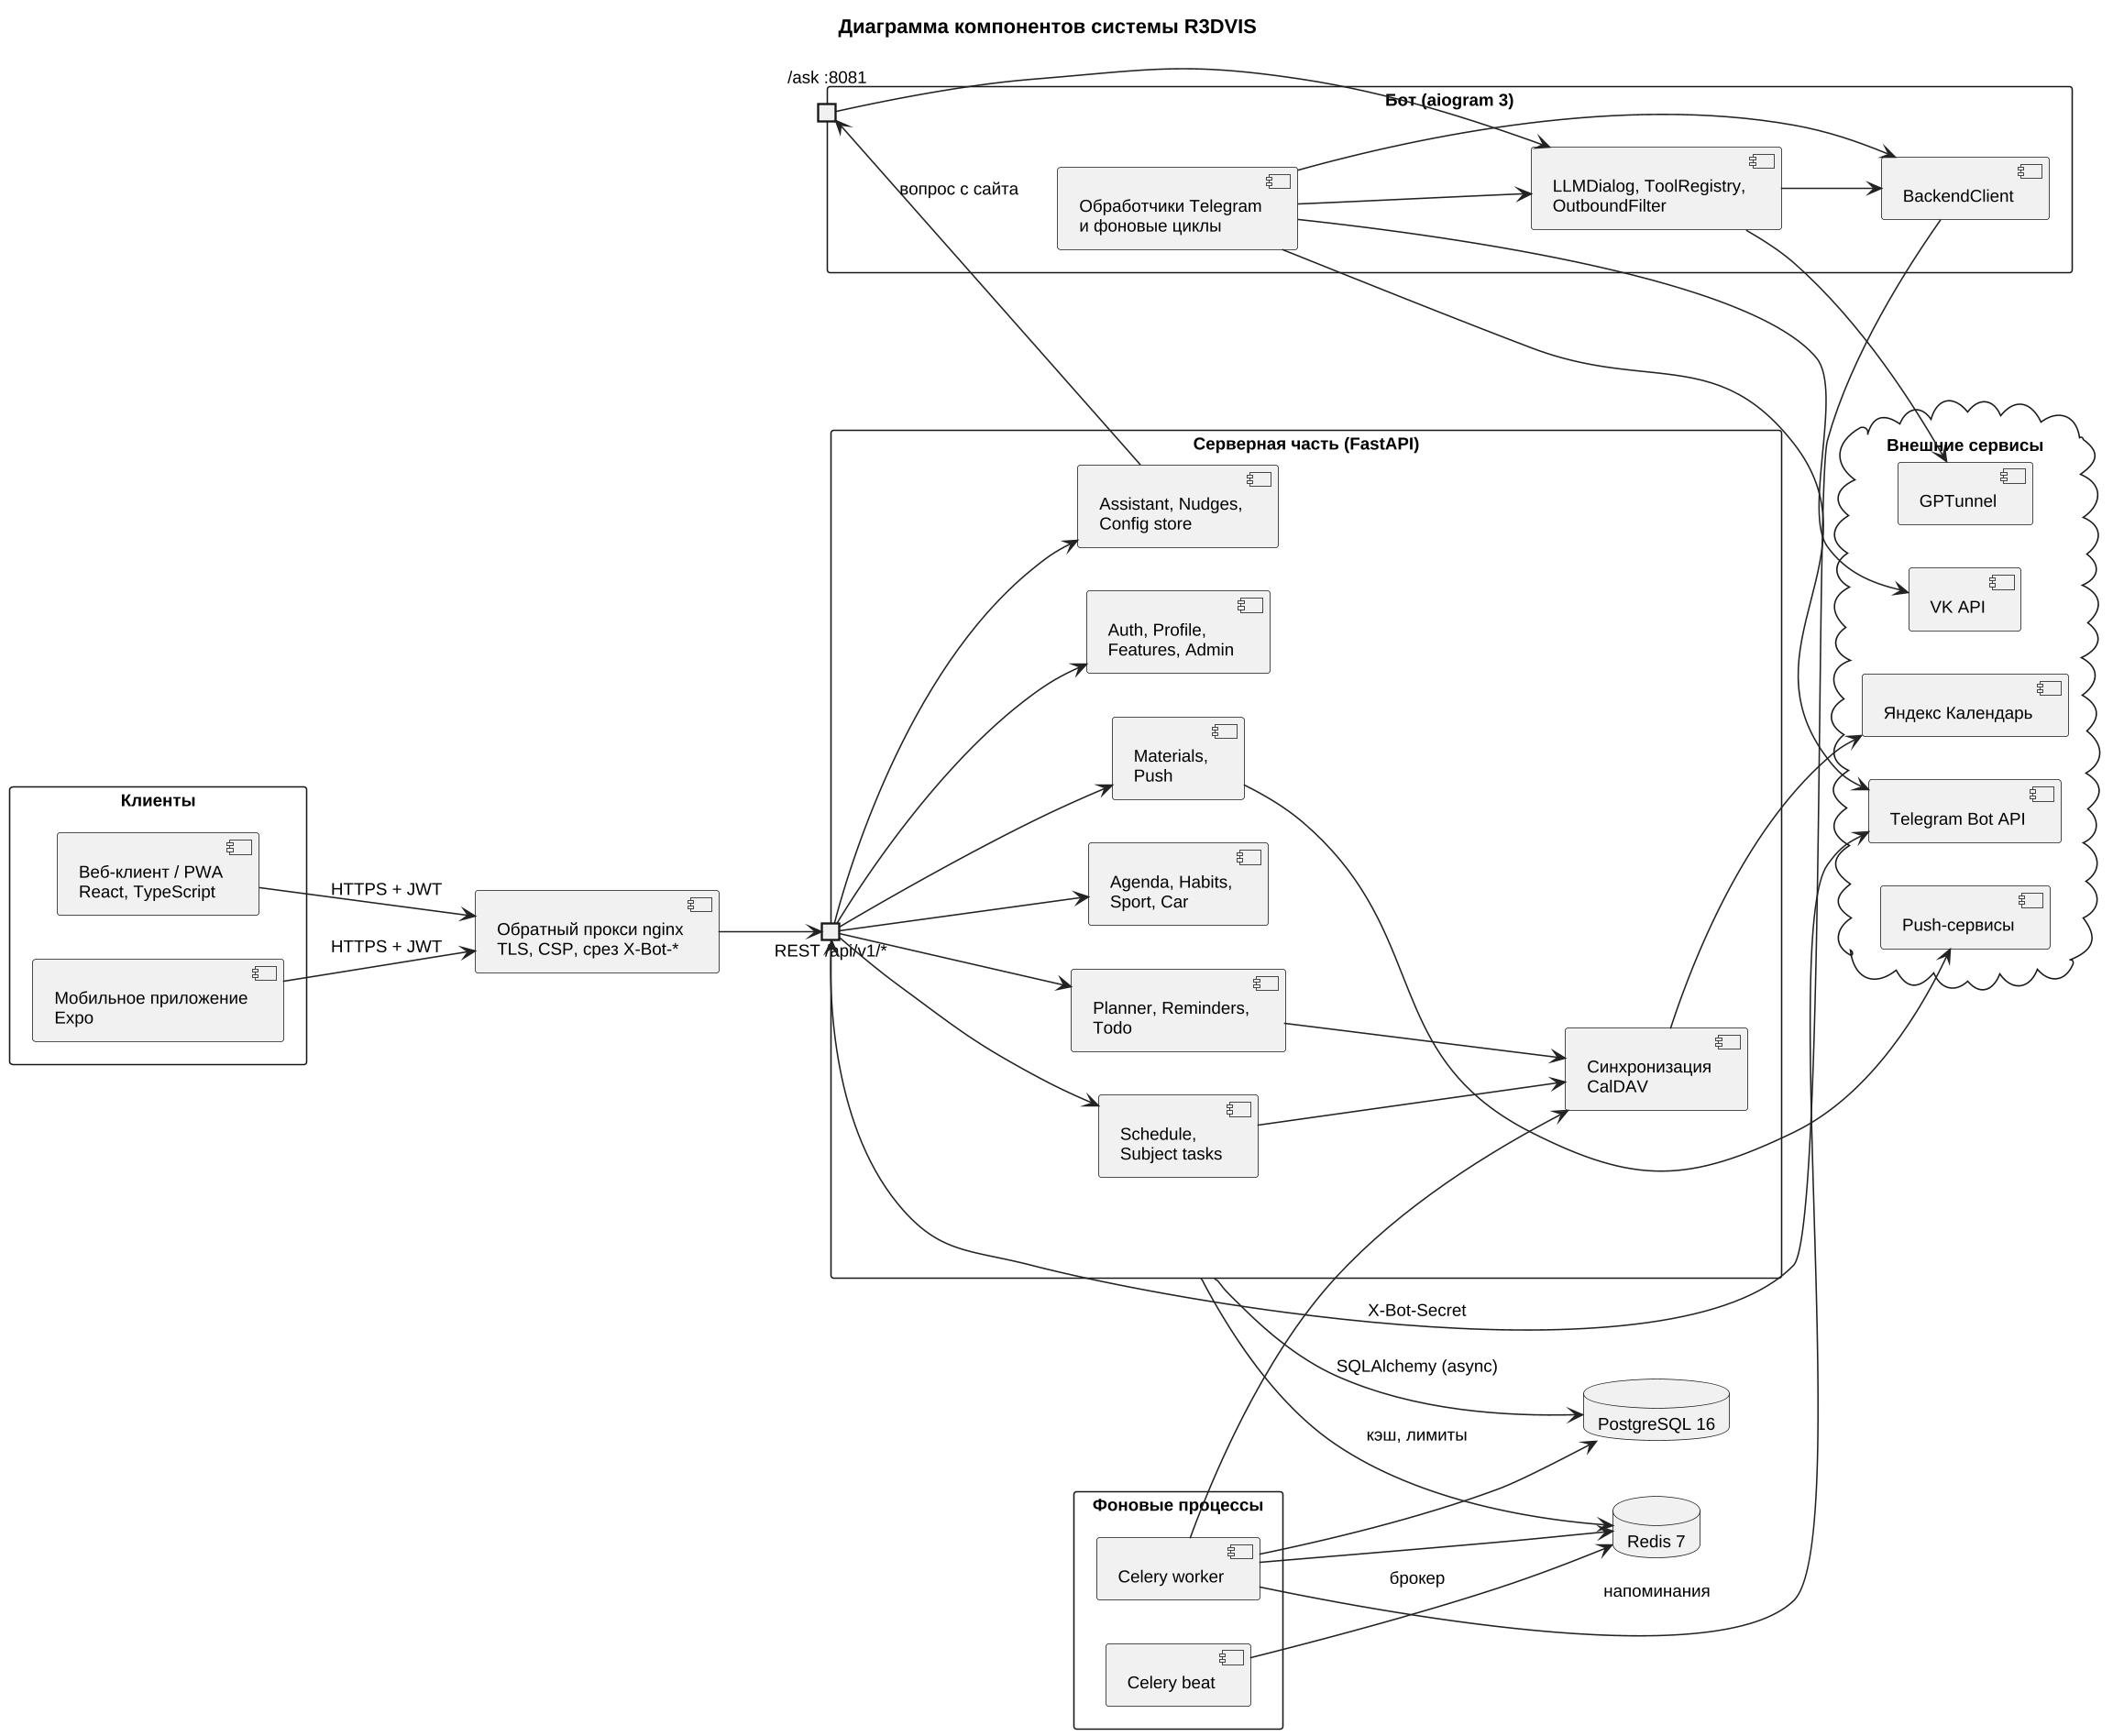 Диаграмма компонентов системы R3DVIS
/ask :8081
Бот (aiogram 3)
Обработчики Telegram
и фоновые циклы
LLMDialog, ToolRegistry,
OutboundFilter
BackendClient
вопрос с сайта
Серверная часть (FastAPI)
Assistant, Nudges,
Config store
Auth, Profile,
Features, Admin
Materials,
Push
Agenda, Habits,
Sport, Car
Planner, Reminders,
Todo
Schedule,
Subject tasks
Синхронизация
CalDAV
Внешние сервисы
GPTunnel
VK API
Яндекс Календарь
Telegram Bot API
Push-сервисы
Клиенты
Веб-клиент / PWA
React, TypeScript
Мобильное приложение
Expo
HTTPS + JWT
HTTPS + JWT
Обратный прокси nginx
TLS, CSP, срез X-Bot-*
REST /api/v1/*
X-Bot-Secret
SQLAlchemy (async)
PostgreSQL 16
кэш, лимиты
Redis 7
Фоновые процессы
Celery worker
Celery beat
брокер
напоминания